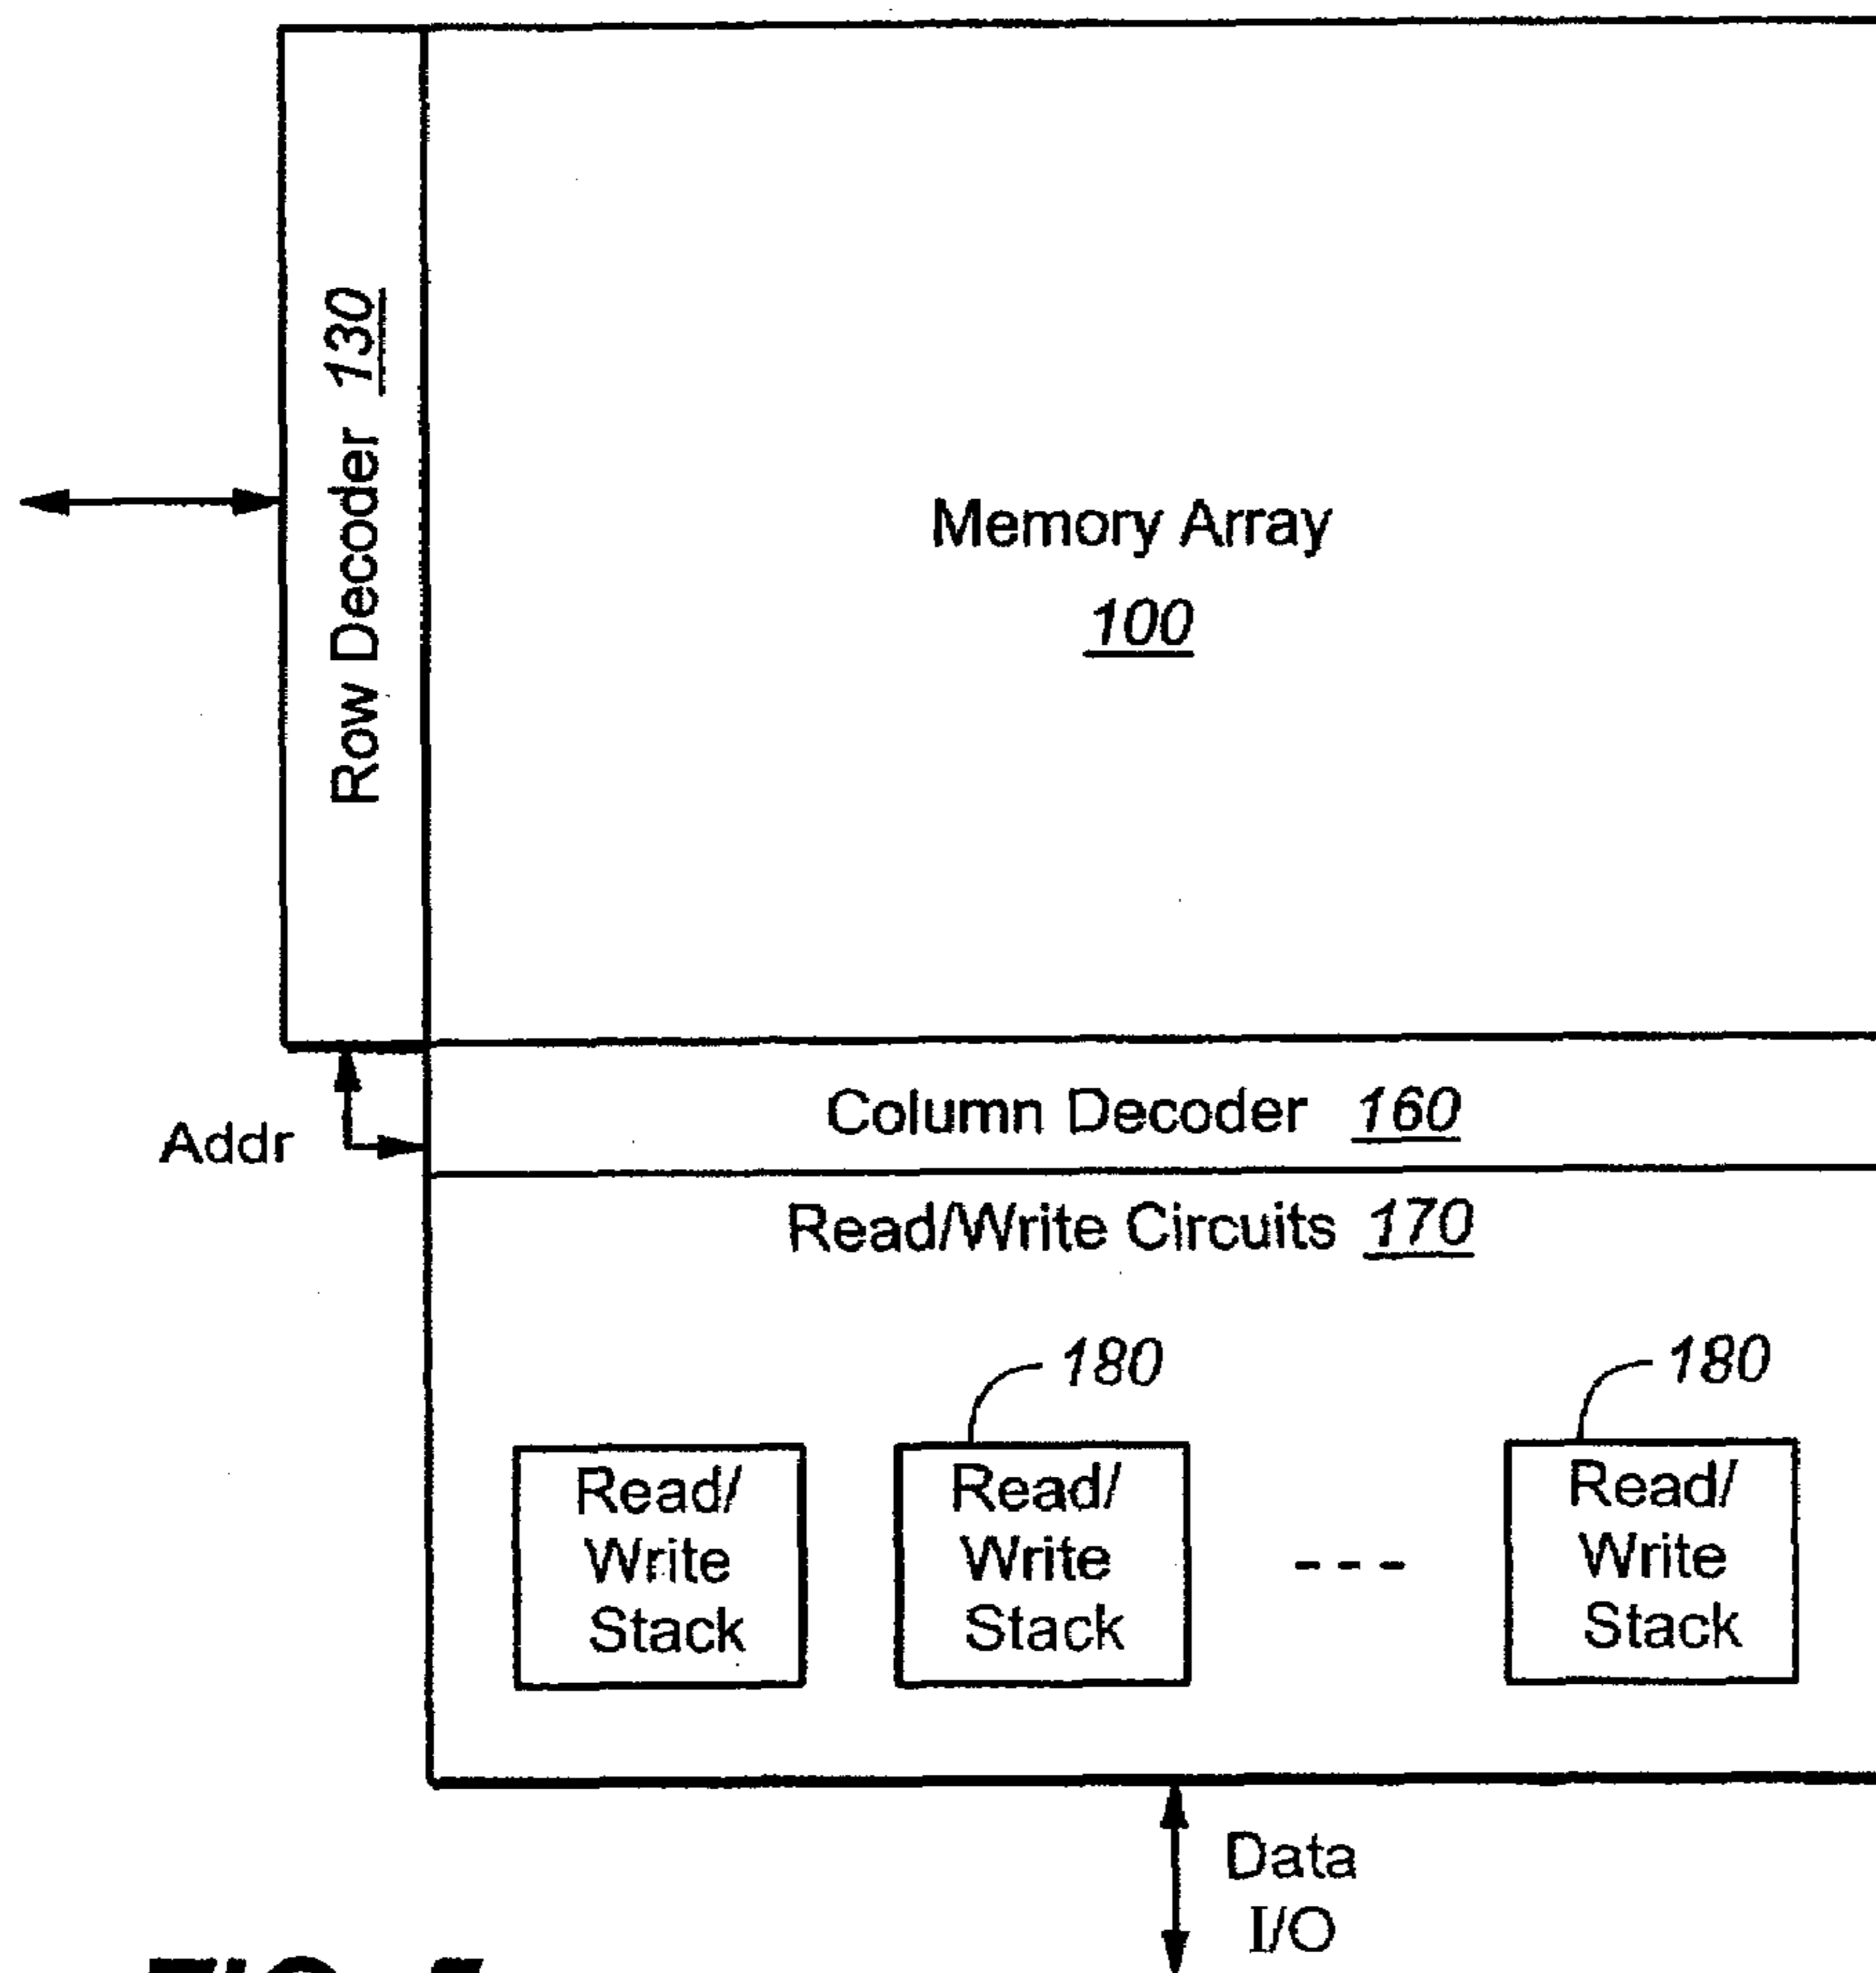 Row Decoder 130
Memory Array
100
Addr
Column Decoder 160
Read/Write Circuits 170
180
180
Read/
Write
Stack
Read/
Write
Stack
- - -
Read/
Write
Stack
Data
I/O